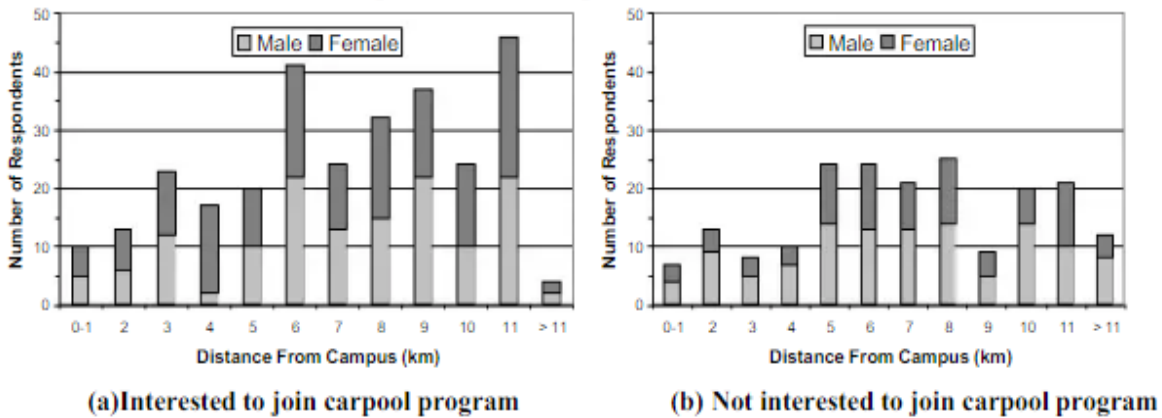 Male Female
Number of Respondents
50
40
30
20
10
0
0-1 2 3 4 5 6 7 8 9 10 11 > 11
Distance From Campus (km)
(a)Interested to join carpool program
Male Female
Number of Respondents
50
40
30
20
10
0
0-1 2 3 4 5 6 7 8 9 10 11 > 11
Distance From Campus (km)
(b) Not interested to join carpool program